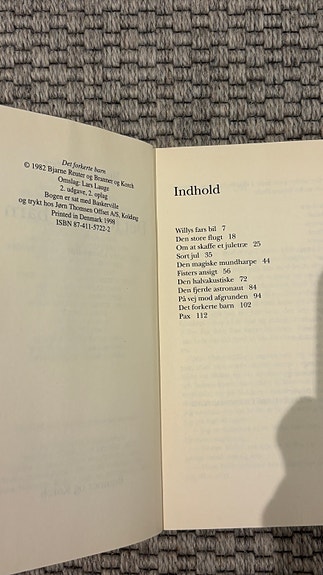 Det forkerte barn
© 1982 Bjarne Reuter og Branner og Korch
Omslag: Lars Lange
2. udgave, 2. oplag
Bogen er sat med Baskerville
og trykt hos Jørn Thomsen Offset A/S, Kolding
Printed in Denmark 1998
ISBN 87-411-5722-2
Indhold
Willys fars bil 7
Den store flugt 18
Om at skaffe et juletræ 25
Sort jul 35
Den magiske mundharpe 44
Fisters ansigt 56
Den halvakustiske 72
Den fjerde astronaut 84
På vej mod afgrunden 94
Det forkerte barn 102
Pax 112